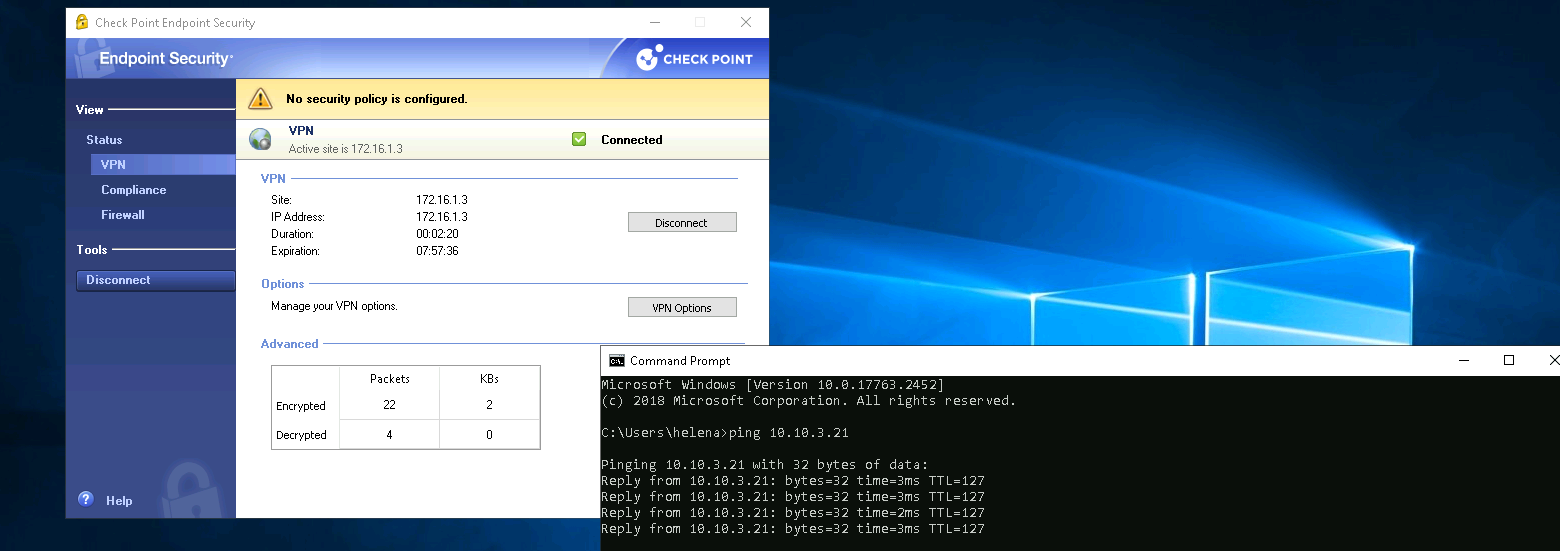 Check Point Endpoint Security
Endpoint Security
CHECK POINT
View
Status
VPN
Compliance
Firewall
Tools
Disconnect
Help
No security policy is configured.
VPN
Active site is 172.16.1.3
Connected
VPN
Site: 172.16.1.3
IP Address: 172.16.1.3
Duration: 00:02:20
Expiration: 07:57:36
Disconnect
Options
Manage your VPN options.
VPN Options
Advanced
Packets KBs
Encrypted 22 2
Decrypted 4 0
Command Prompt
Microsoft Windows [Version 10.0.17763.2452]
(c) 2018 Microsoft Corporation. All rights reserved.
C:\Users\helena>ping 10.10.3.21
Pinging 10.10.3.21 with 32 bytes of data:
Reply from 10.10.3.21: bytes=32 time=3ms TTL=127
Reply from 10.10.3.21: bytes=32 time=3ms TTL=127
Reply from 10.10.3.21: bytes=32 time=2ms TTL=127
Reply from 10.10.3.21: bytes=32 time=3ms TTL=127